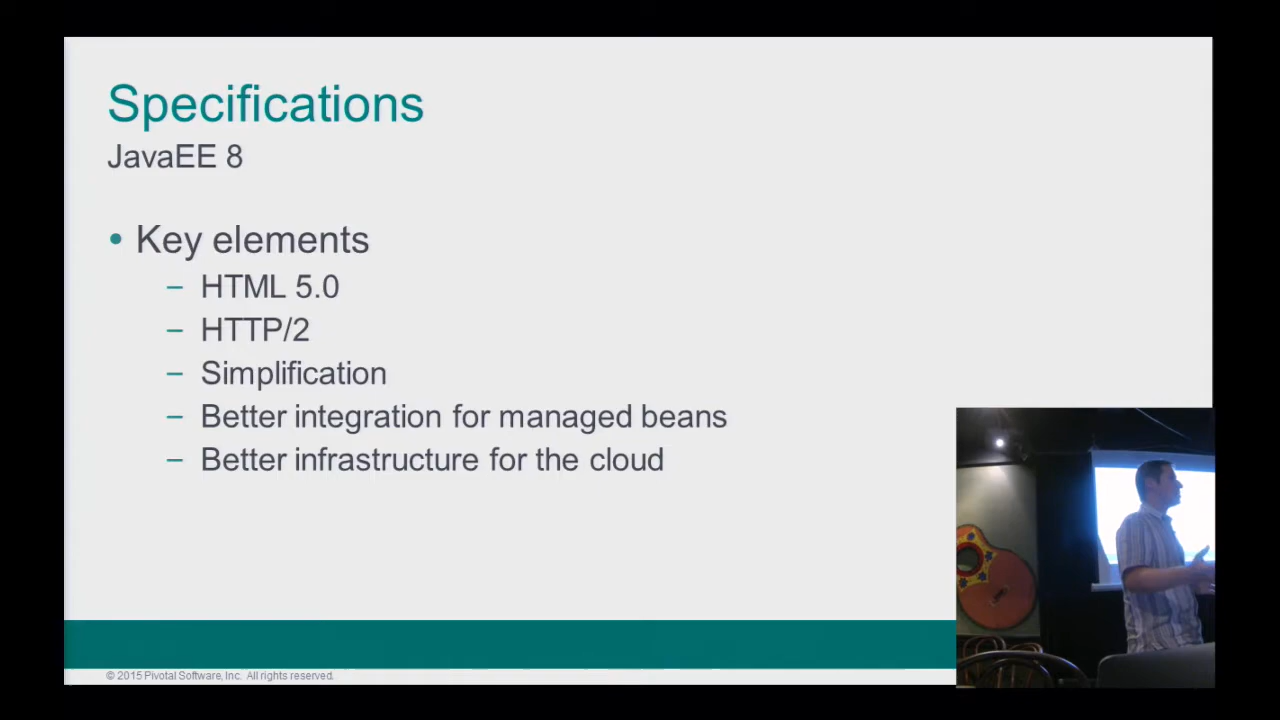 Specifications
JavaEE 8
• Key elements
– HTML 5.0
– HTTP/2
– Simplification
– Better integration for managed beans
– Better infrastructure for the cloud
© 2015 Pivotal Software, Inc. All rights reserved.